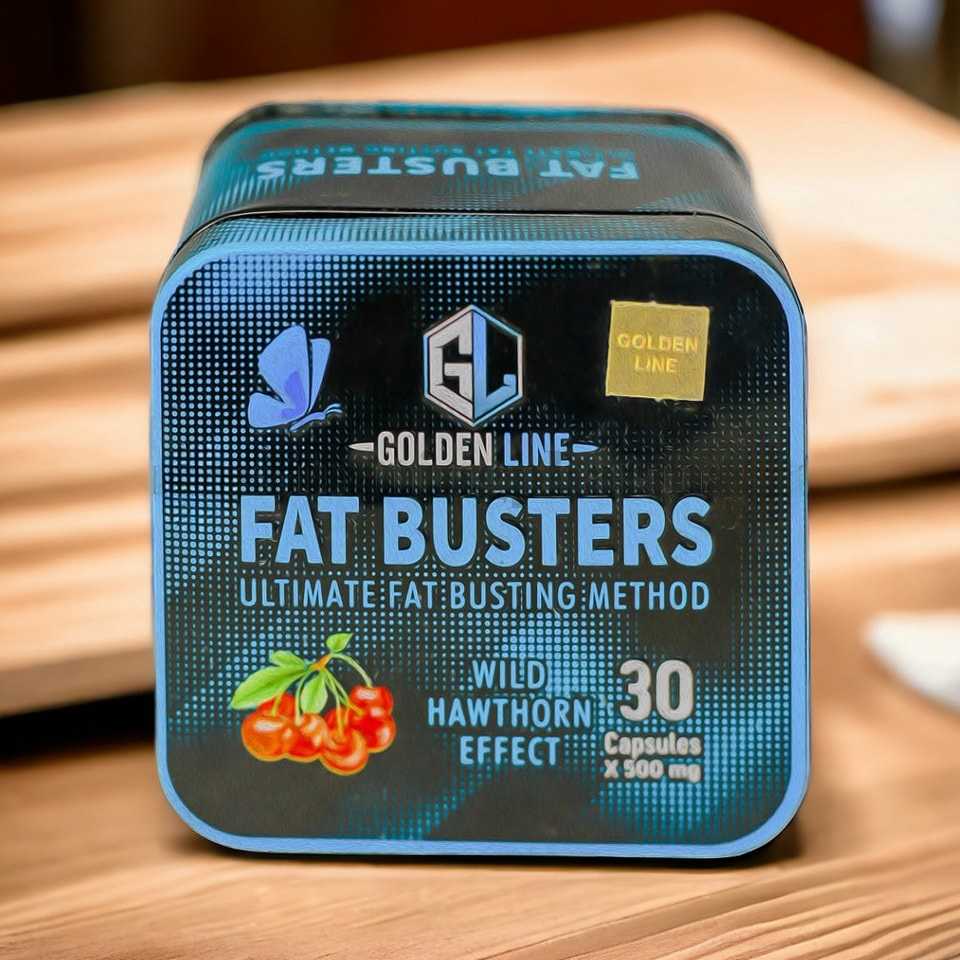 FAT BUSTERS
GL
GOLDEN LINE
GOLDEN
LINE
FAT BUSTERS
ULTIMATE FAT BUSTING METHOD
WILD
HAWTHORN
EFFECT
30
Capsules
X 500 mg